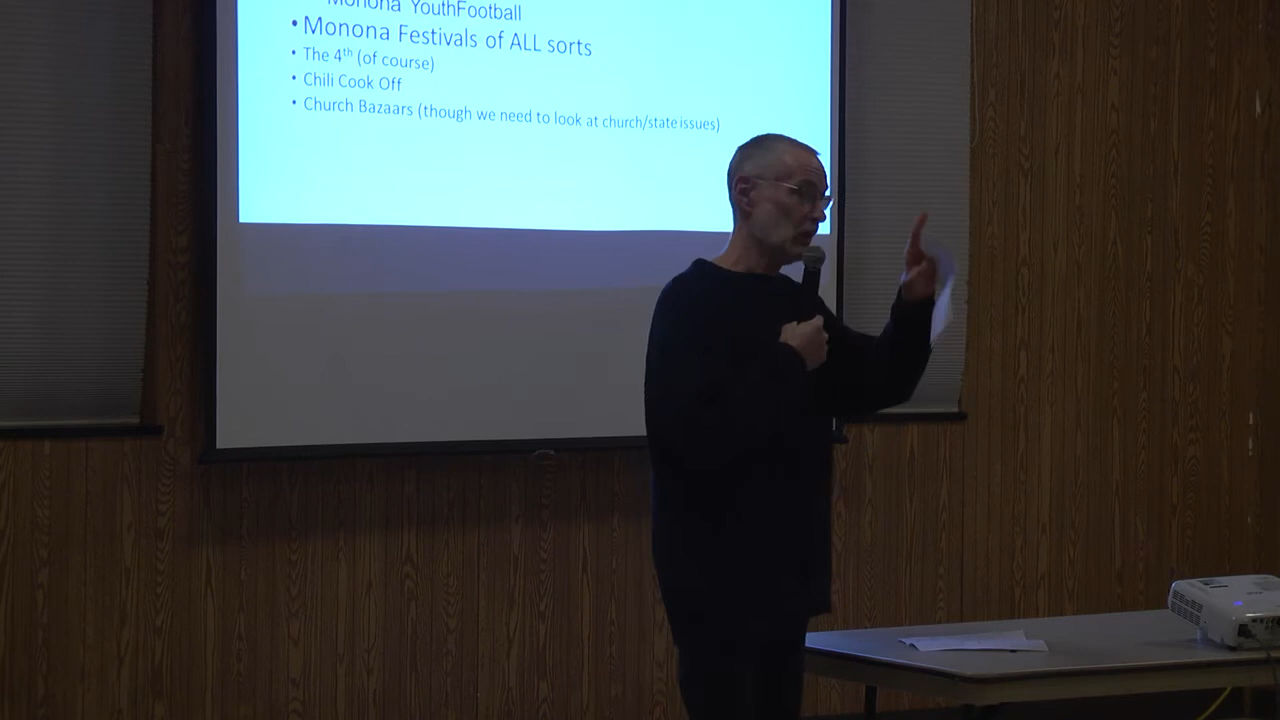 Monona YouthFootball
• Monona Festivals of ALL sorts
• The 4th (of course)
• Chili Cook Off
• Church Bazaars (though we need to look at church/state issues)